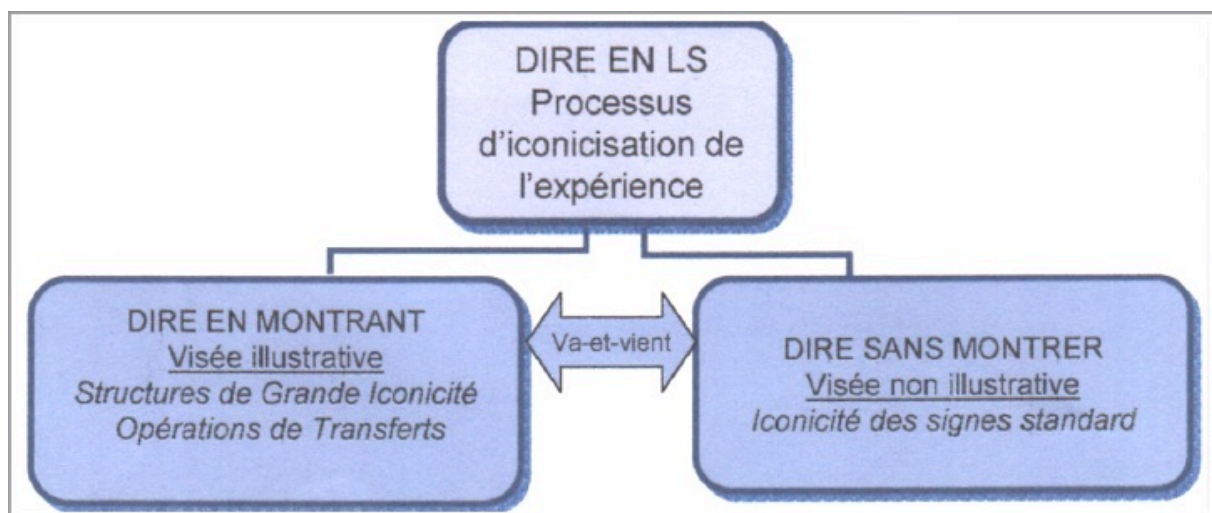 DIRE EN LS
Processus
d'iconicisation de
l'expérience
DIRE EN MONTRANT
Visée illustrative
Structures de Grande Iconicité
Opérations de Transferts
Va-et-vient
DIRE SANS MONTRER
Visée non illustrative
Iconicité des signes standard